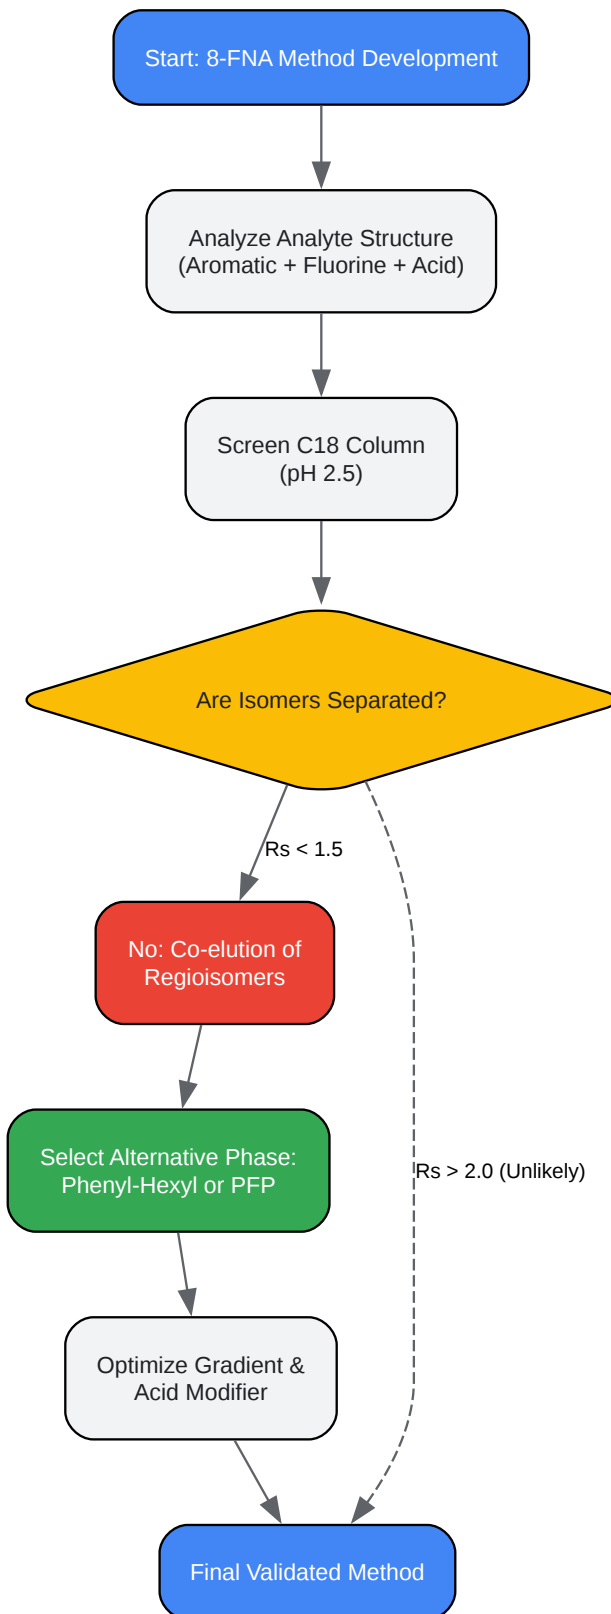 Start: 8-FNA Method Development
Analyze Analyte Structure
(Aromatic + Fluorine + Acid)
Screen C18 Column
(pH 2.5)
Are Isomers Separated?
Rs < 1.5
No: Co-elution of
Regioisomers
Select Alternative Phase:
Phenyl-Hexyl or PFP
Rs > 2.0 (Unlikely)
Optimize Gradient &
Acid Modifier
Final Validated Method